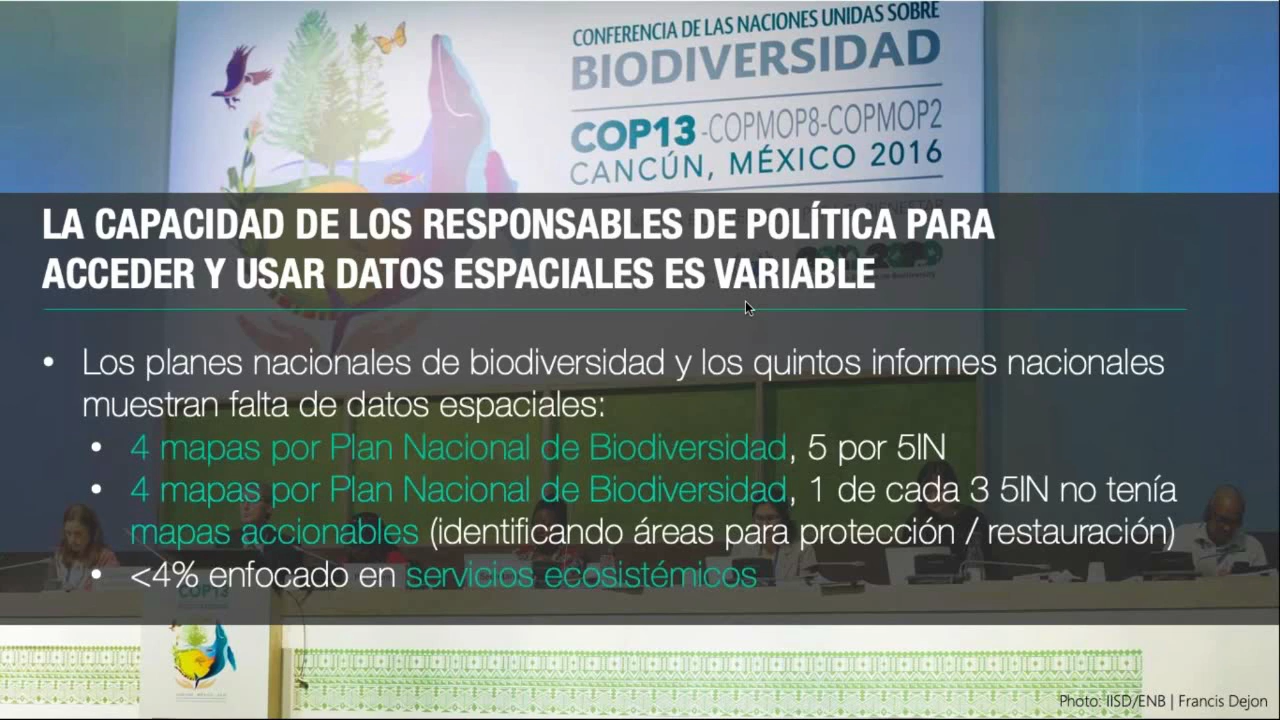 CONFERENCIA DE LAS NACIONES UNIDAS SOBRE
BIODIVERSIDAD
COP13-COPMOP8-COPMOP2
CANCÚN, MÉXICO 2016
LA CAPACIDAD DE LOS RESPONSABLES DE POLÍTICA PARA
ACCEDER Y USAR DATOS ESPACIALES ES VARIABLE
• Los planes nacionales de biodiversidad y los quintos informes nacionales
muestran falta de datos espaciales:
• 4 mapas por Plan Nacional de Biodiversidad, 5 por 5IN
• 4 mapas por Plan Nacional de Biodiversidad, 1 de cada 3 5IN no tenía
mapas accionables (identificando áreas para protección / restauración)
• <4% enfocado en servicios ecosistémicos
COP13
BIODIVERSIDAD
CANCÚN, MÉXICO 2016
Photo: IISD/ENB | Francis Dejon